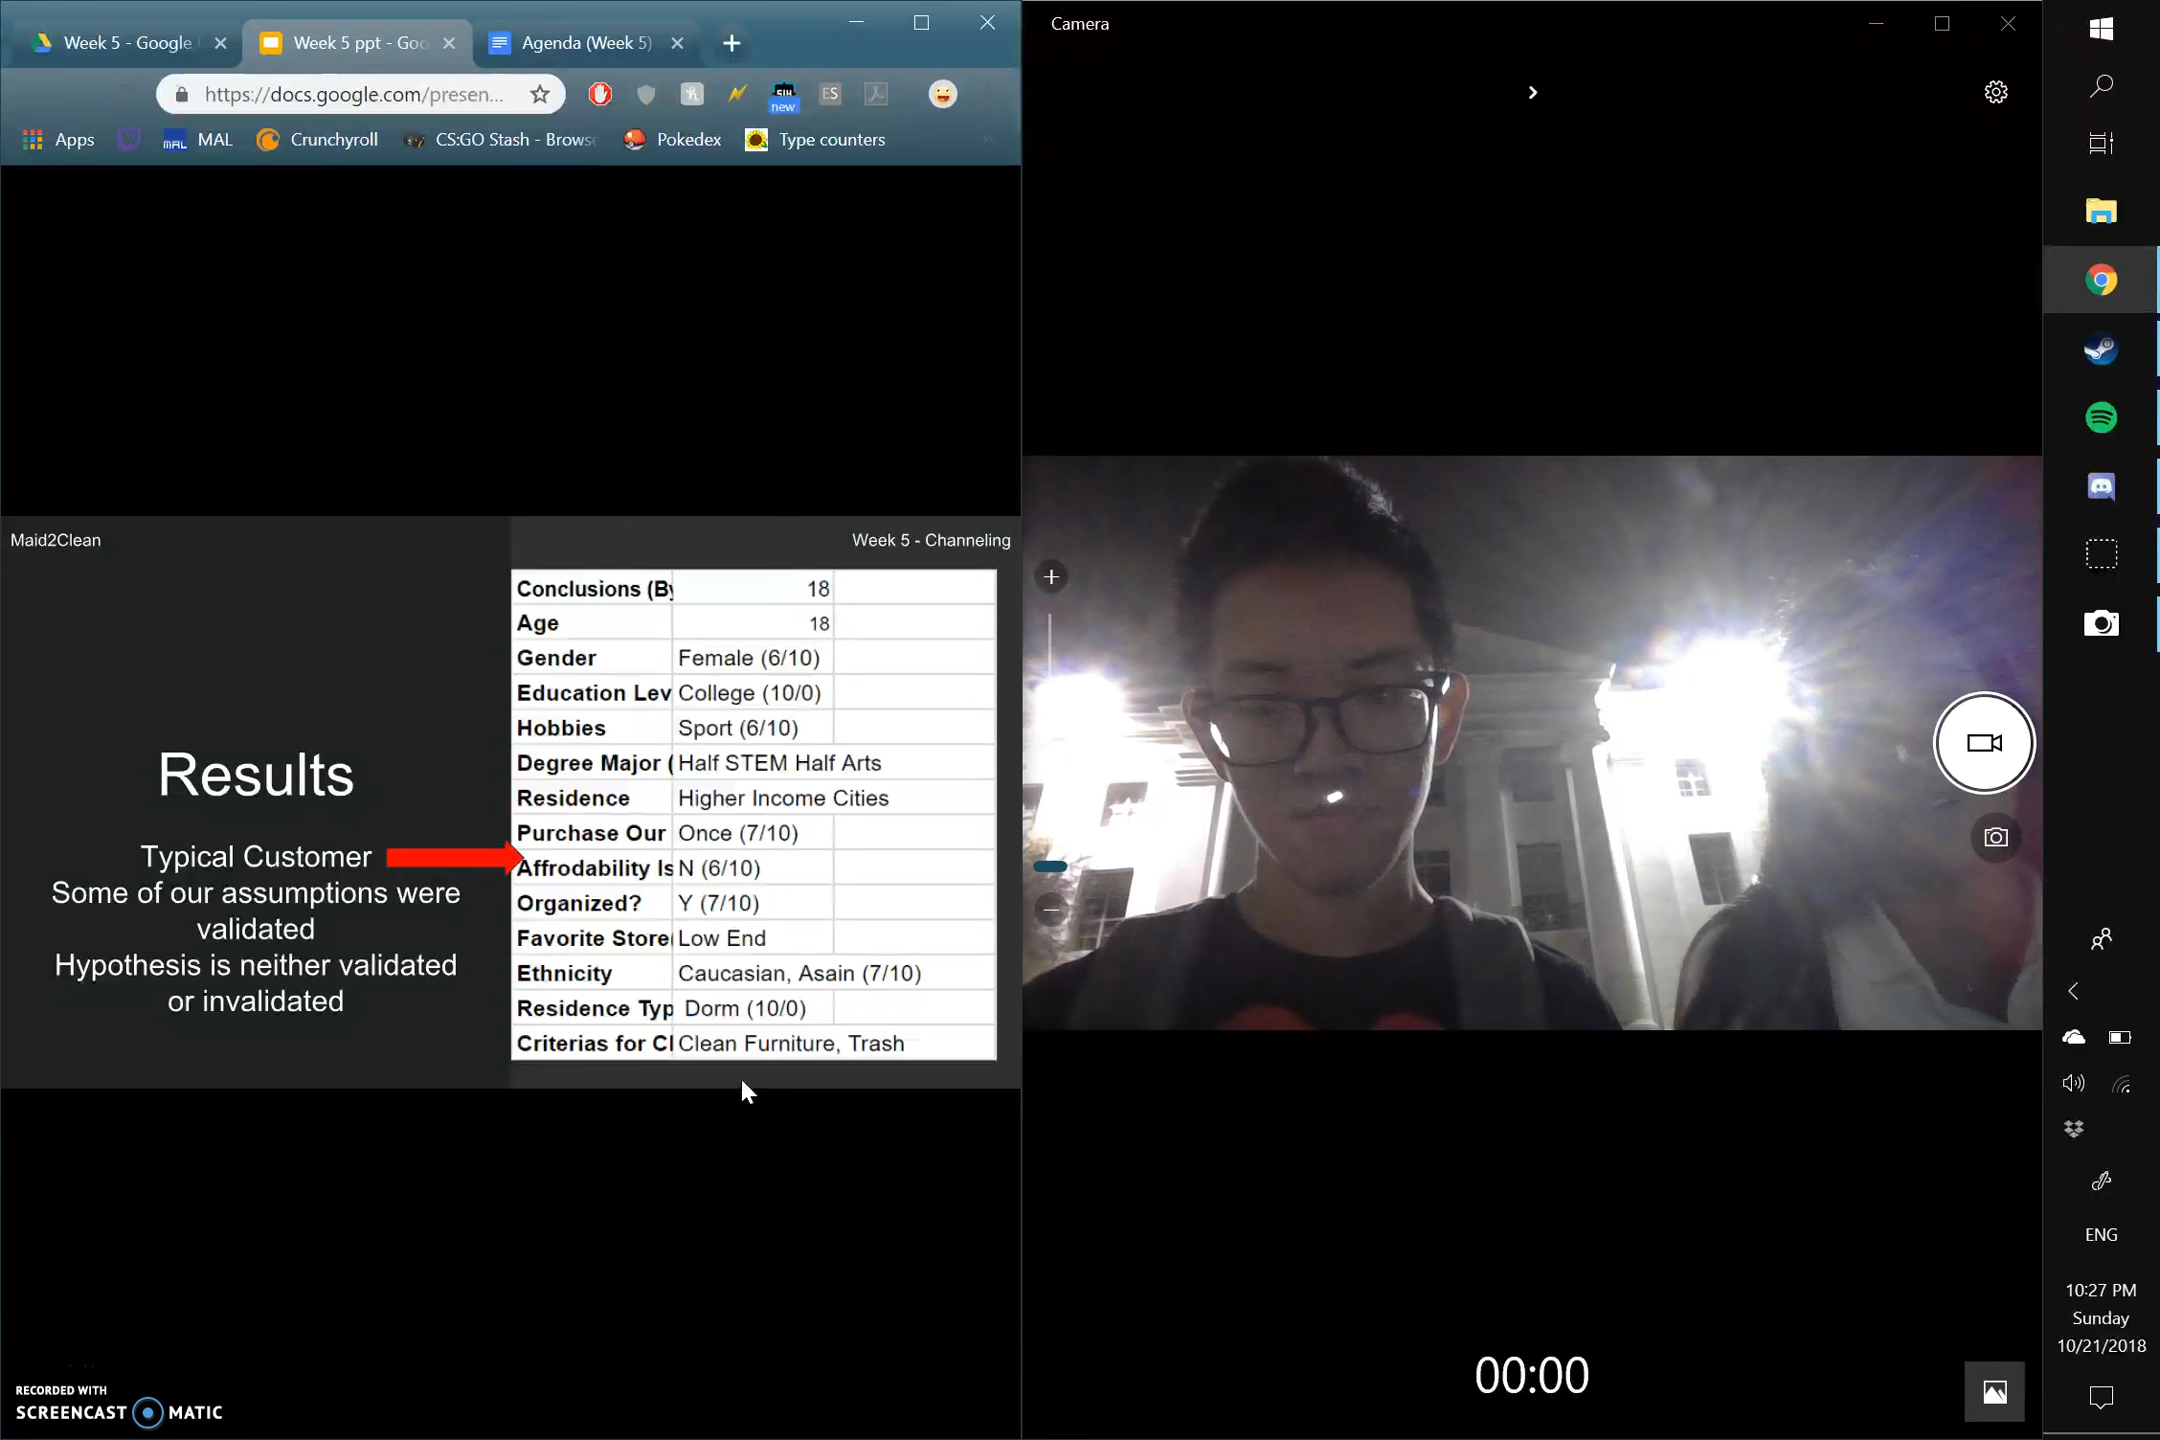 Week 5 - Google
Week 5 ppt - Goo
Agenda (Week 5)
https://docs.google.com/presen...
new
ES
Apps
MAL
MAL
Crunchyroll
CS:GO Stash - Brows
Pokedex
Type counters
Maid2Clean
Week 5 - Channeling
Results
Typical Customer
Some of our assumptions were
validated
Hypothesis is neither validated
or invalidated
Conclusions (By 18
Age 18
Gender Female (6/10)
Education Lev College (10/0)
Hobbies Sport (6/10)
Degree Major ( Half STEM Half Arts
Residence Higher Income Cities
Purchase Our Once (7/10)
Affrodability Is N (6/10)
Organized? Y (7/10)
Favorite Store( Low End
Ethnicity Caucasian, Asain (7/10)
Residence Typ Dorm (10/0)
Criterias for Cl Clean Furniture, Trash
RECORDED WITH
SCREENCAST MATIC
Camera
00:00
ENG
10:27 PM
Sunday
10/21/2018